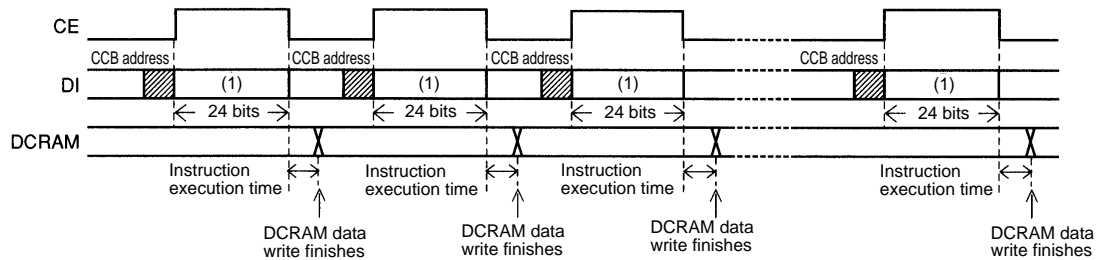 CE
CCB address CCB address CCB address CCB address
DI (1) (1) (1) (1)
24 bits 24 bits 24 bits 24 bits
DCRAM
Instruction execution time
Instruction execution time
Instruction execution time
Instruction execution time
DCRAM data write finishes
DCRAM data write finishes
DCRAM data write finishes
DCRAM data write finishes